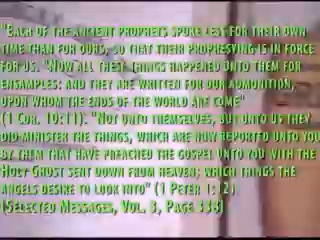 "Each of the ancient prophets spoke less for their own
time than for ours, so that their prophesying is in force
for us. "Now all these things happened unto them for
ensamples: and they are written for our admonition,
upon whom the ends of the world are come"
(1 Cor. 10:11). "Not unto themselves, but unto us they
did minister the things, which are now reported unto you
by them that have preached the gospel unto you with the
Holy Ghost sent down from heaven; which things the
angels desire to look into" (1 Peter 1:12)
(Selected Messages, Vol. 3, Page 338)